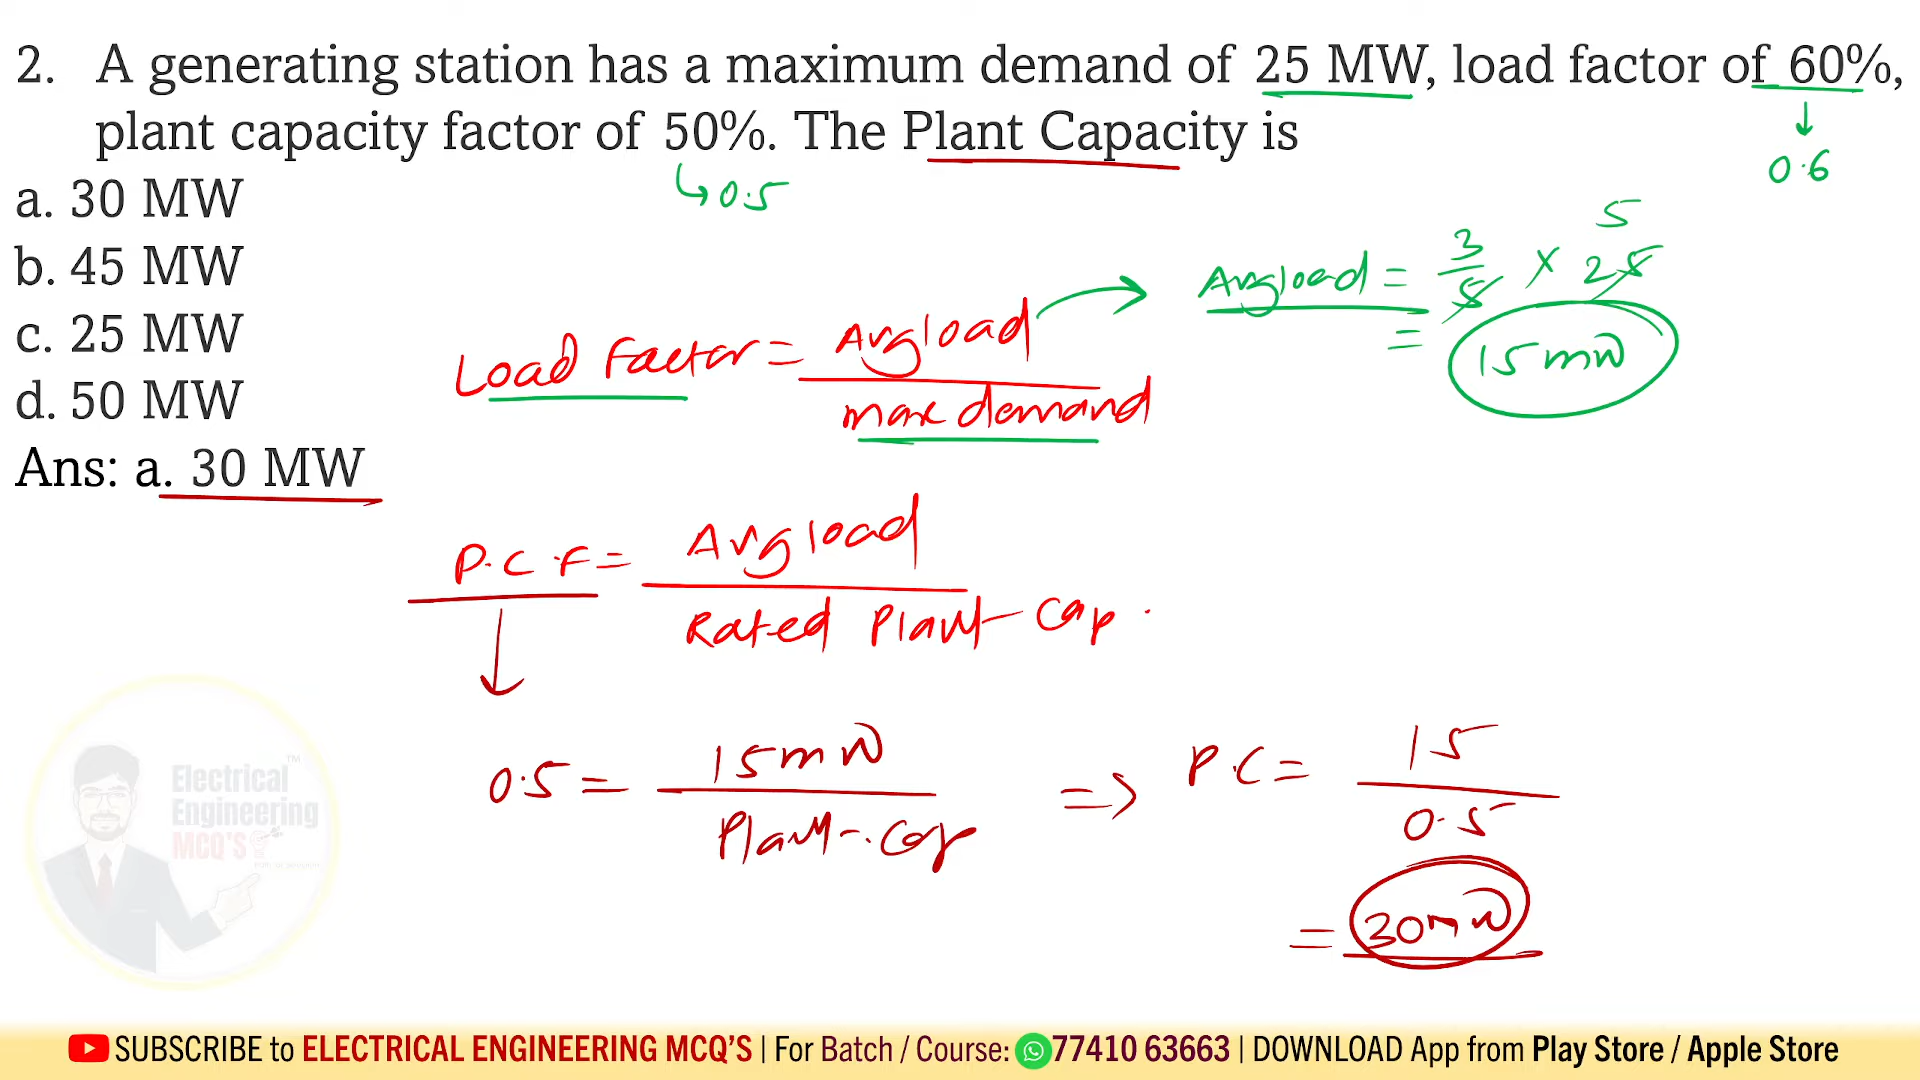 2. A generating station has a maximum demand of 25 MW, load factor of 60%,
plant capacity factor of 50%. The Plant Capacity is
0.6
0.5
a. 30 MW
b. 45 MW
c. 25 MW
d. 50 MW
Ans: a. 30 MW
Load Factor = Avg load / max demand
Avg load = 3/5 × 25 5
= 15 mW
P.C.F = Avg load / Rated Plant Cap.
0.5 = 15 mW / Plant-Cap => P.C = 15 / 0.5
= 30 mW
Electrical TM
Engineering
MCQ'S
SUBSCRIBE to ELECTRICAL ENGINEERING MCQ'S | For Batch / Course: 77410 63663 | DOWNLOAD App from Play Store / Apple Store